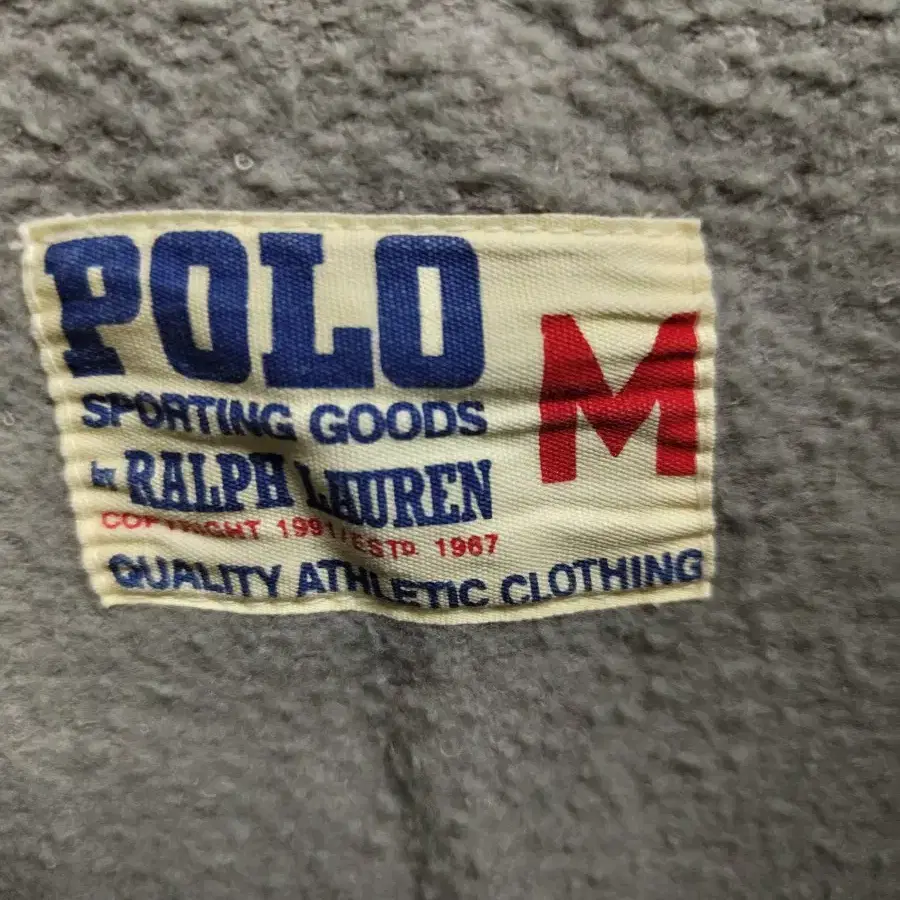 POLO
M
SPORTING GOODS
by RALPH LAUREN
COPYRIGHT 1991/ESTD. 1967
QUALITY ATHLETIC CLOTHING